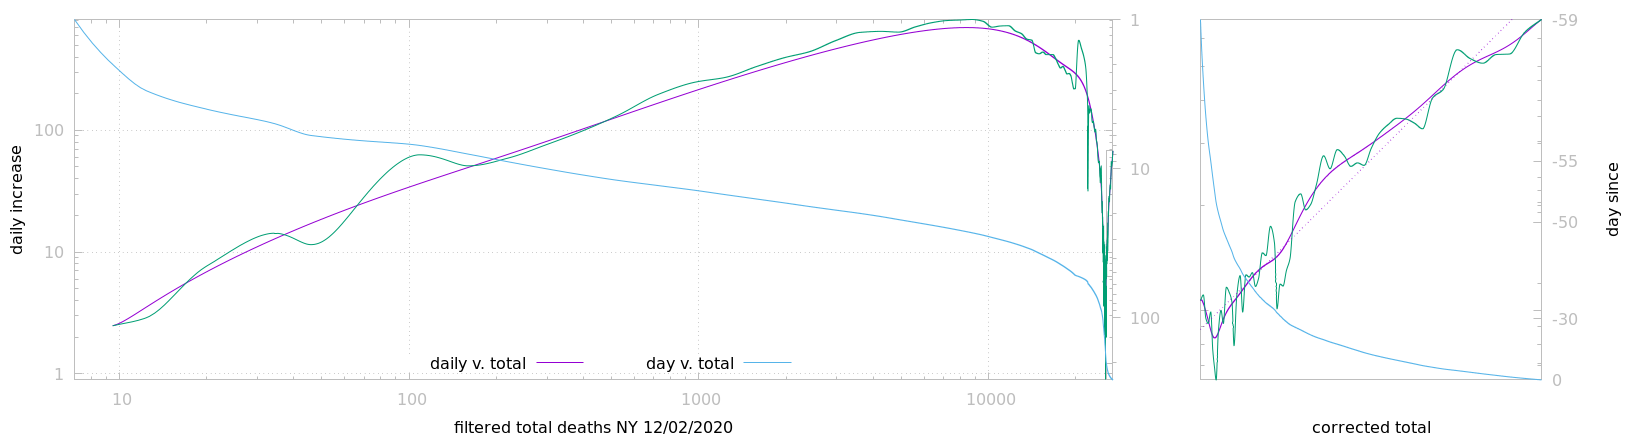 daily increase
100
10
1
10
100
1000
10000
filtered total deaths NY 12/02/2020
daily v. total
day v. total
1
10
100
-59
-55
-50
-30
0
day since
corrected total